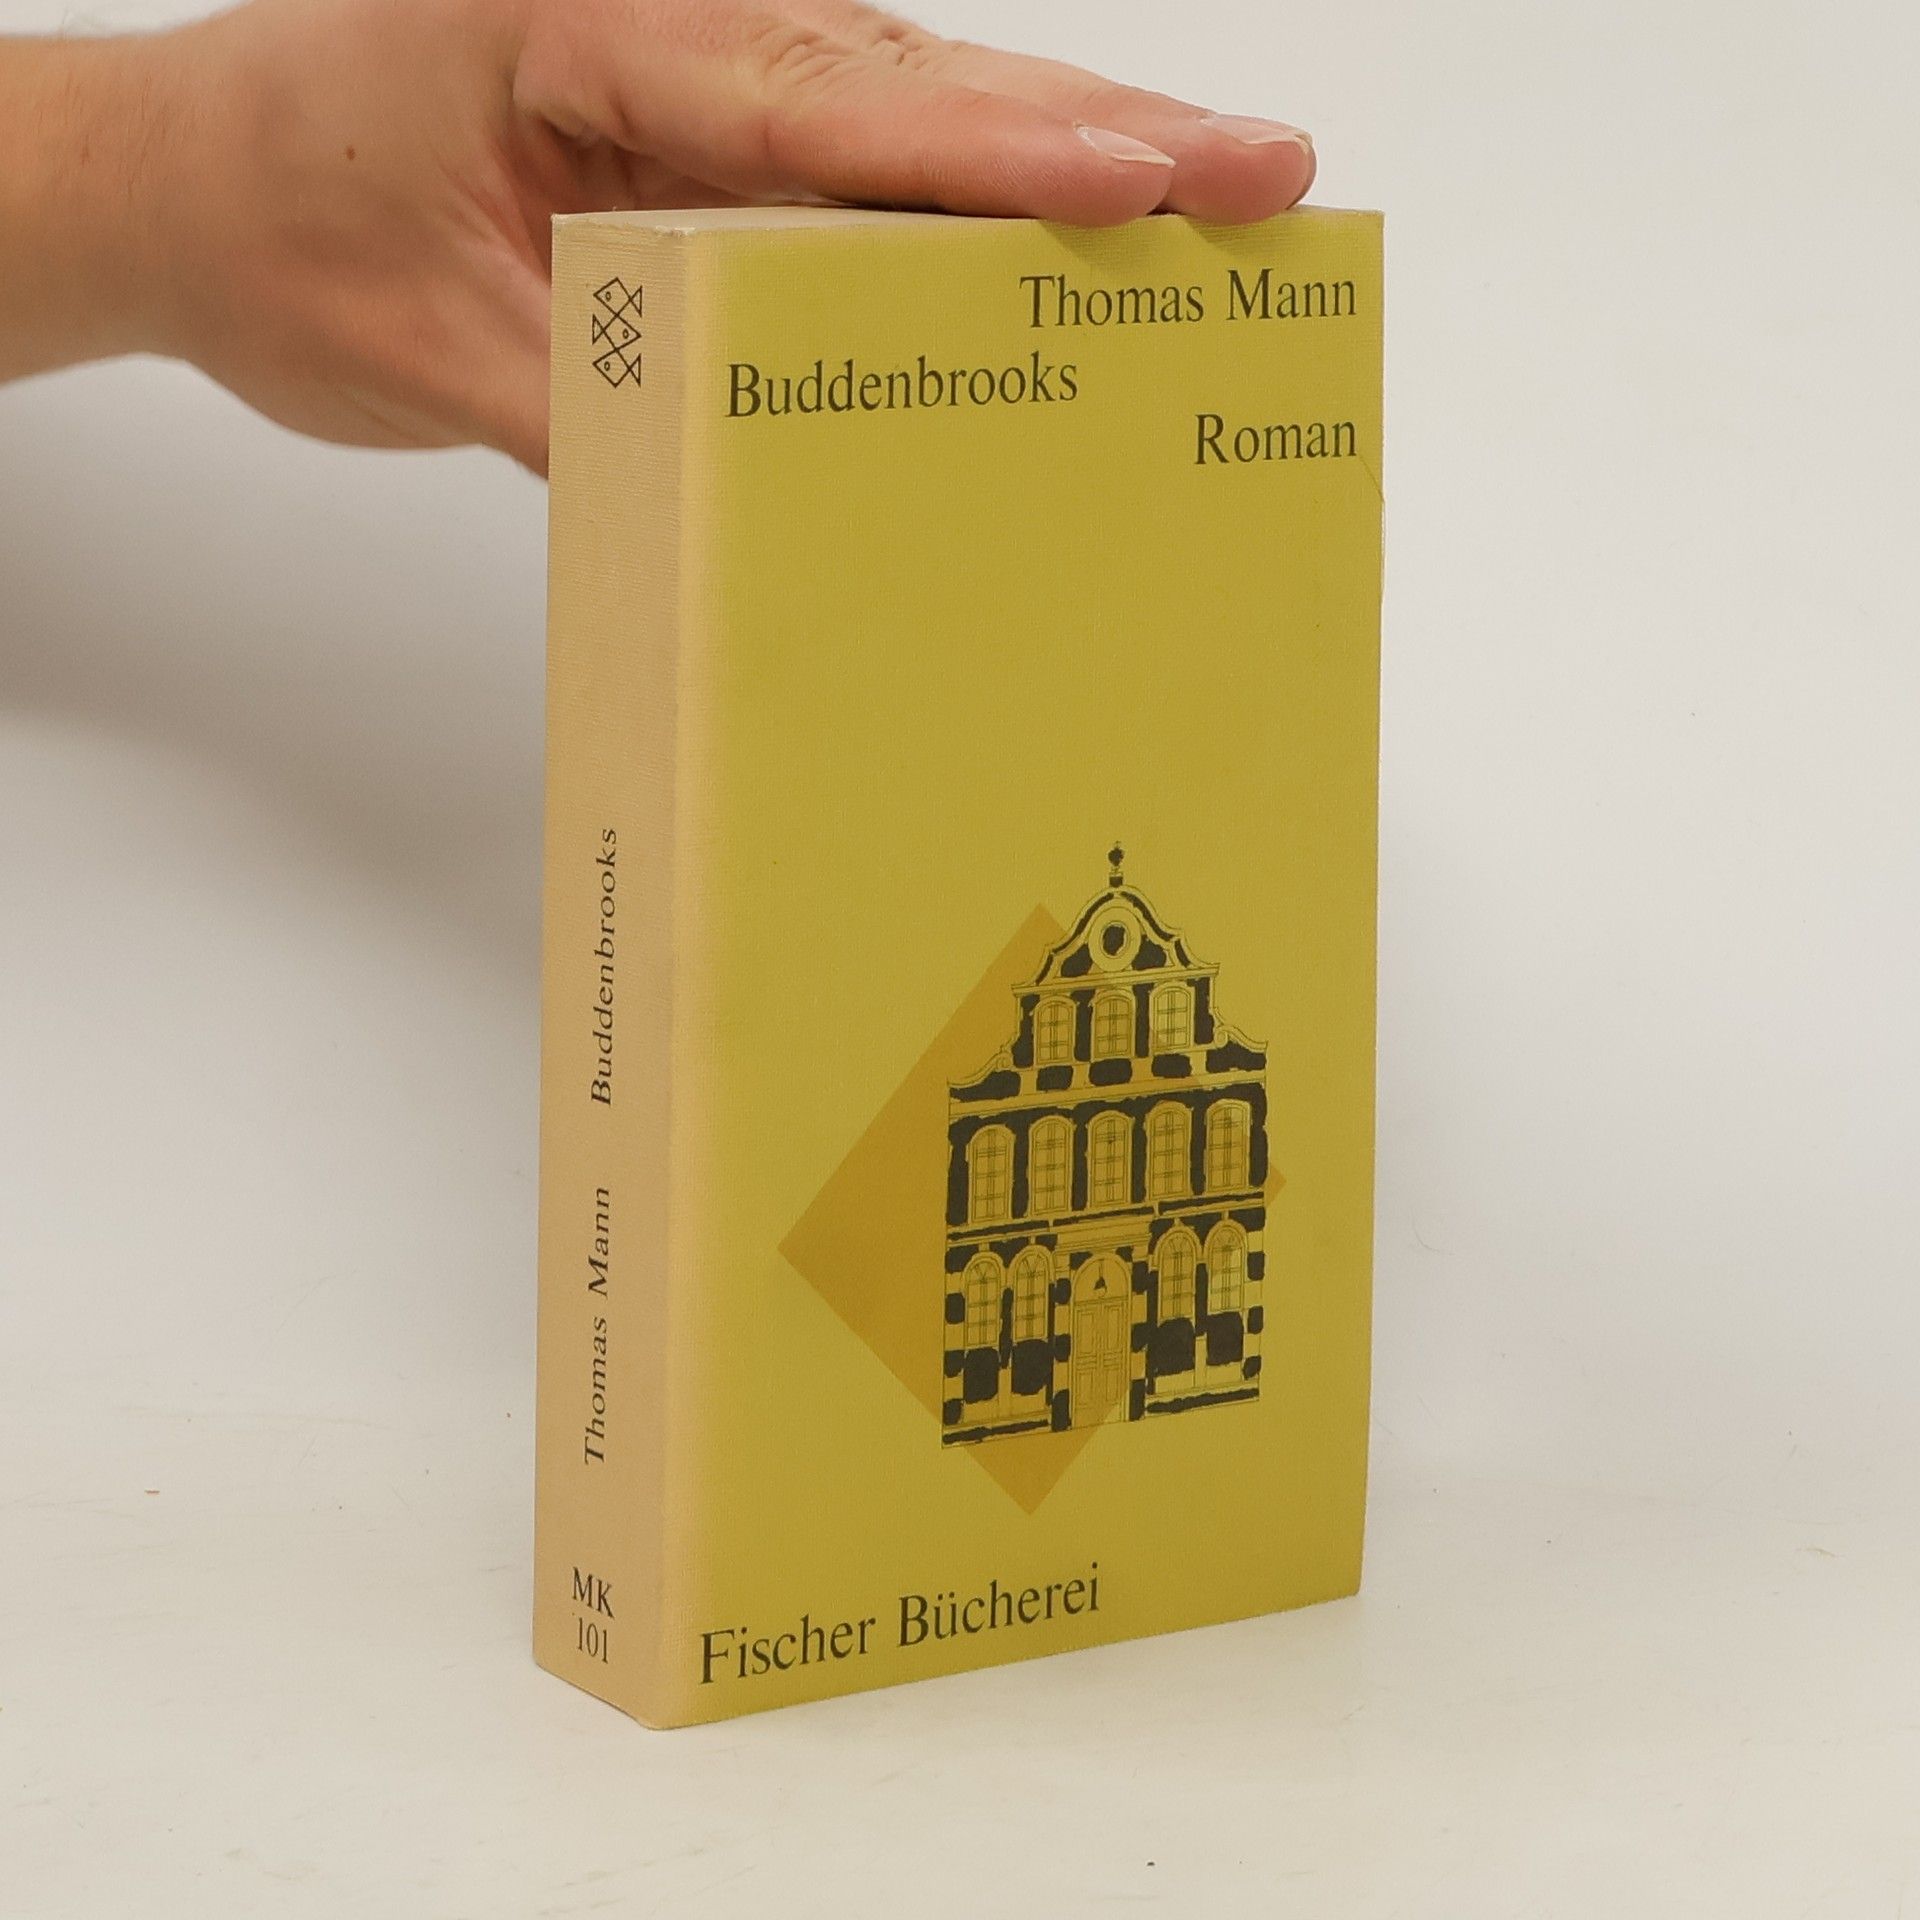 Thomas Mann
Buddenbrooks
Roman
Fischer Bücherei
Thomas Mann Buddenbrooks
MK
101